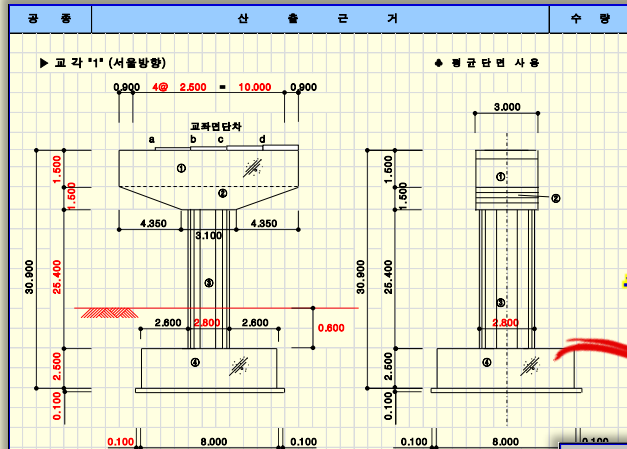 공 종 산 출 근 거 수 량
▶ 교 각 "1" (서울방향)
♣ 평 균 단 면 사 용
0.900 4@ 2.500 = 10.000 0.900
3.000
교좌면단차
a b c d
1.500 ① 1.500 ①
1.500 ② 1.500 ②
4.350 3.100 4.350
30.900 25.400 ③ 30.900 25.400 ③
2.600 2.800 2.600 0.600 2.800
2.500 ④ 2.500 ④
0.100 0.100
0.100 8.000 0.100 0.100 8.000 0.100